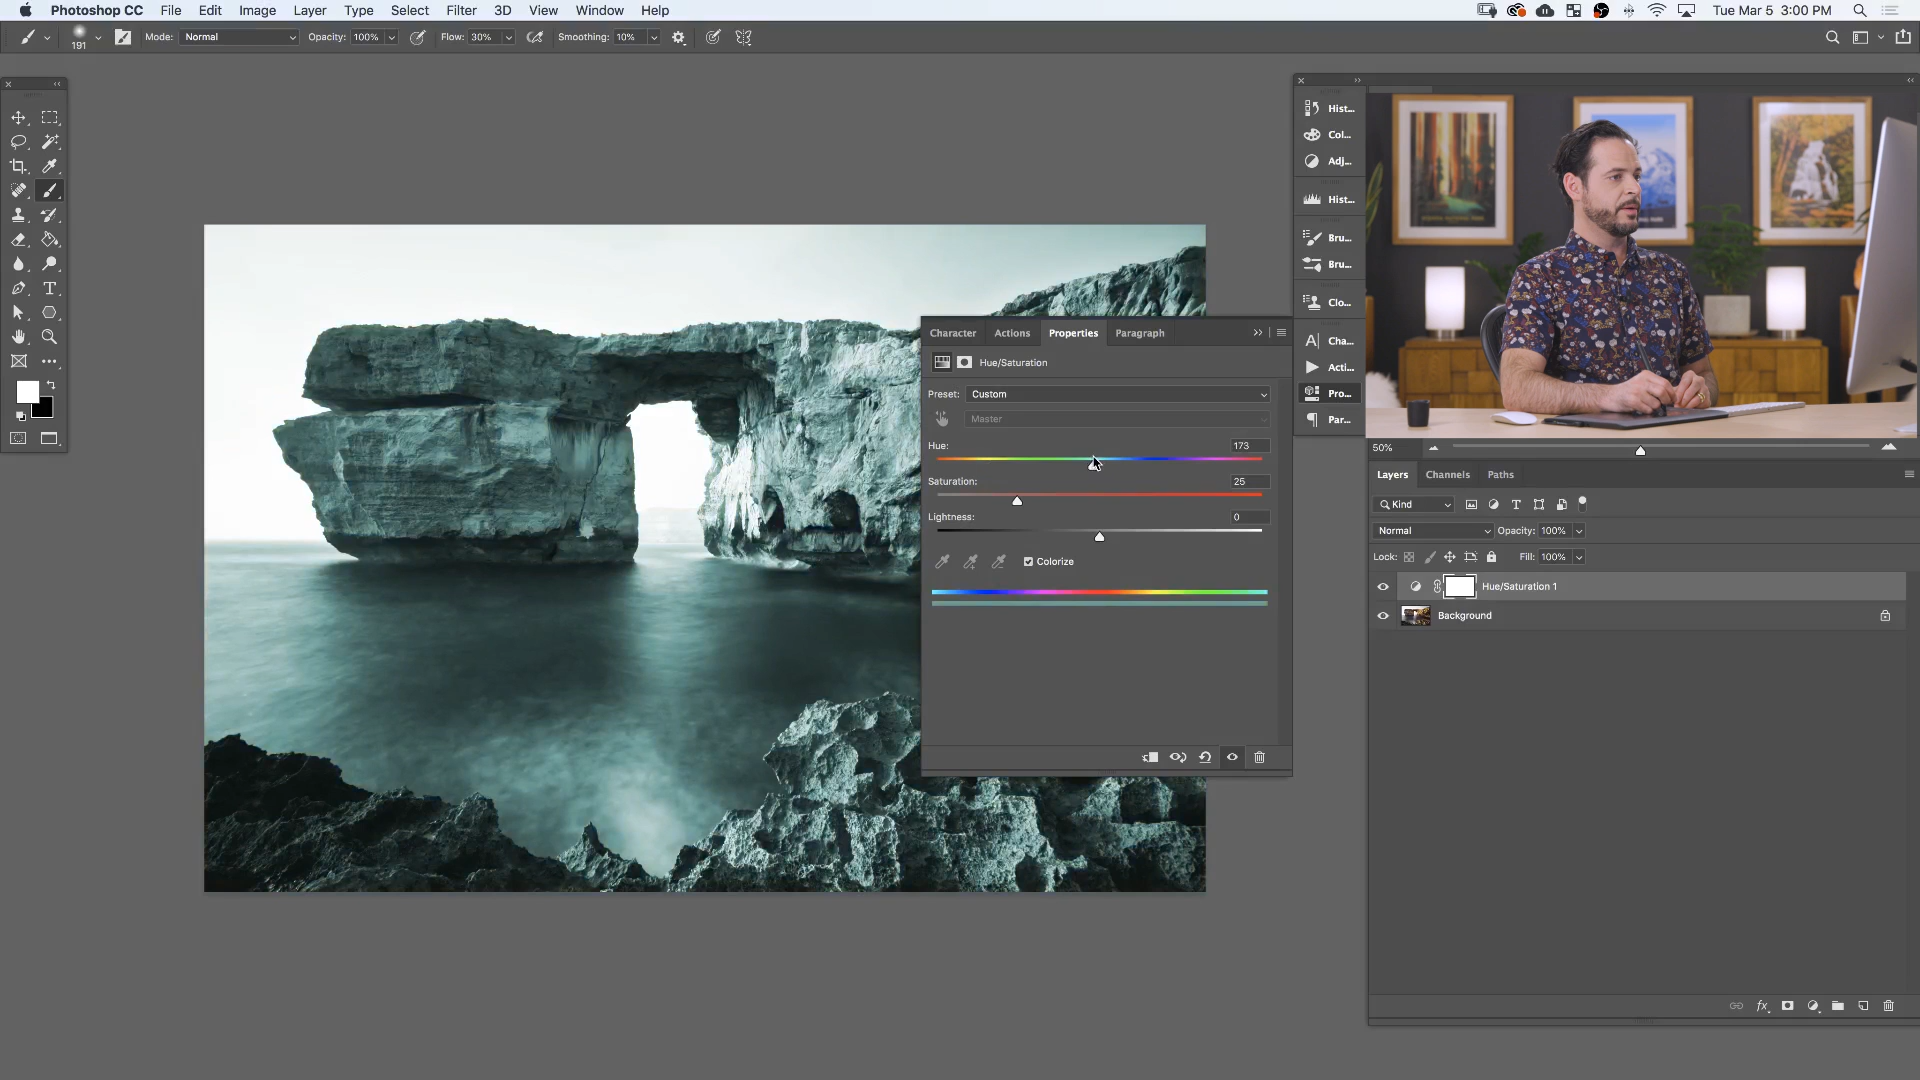 Photoshop CC File Edit Image Layer Type Select Filter 3D View Window Help Tue Mar 5 3:00 PM
191 Mode: Normal Opacity: 100% Flow: 30% Smoothing: 10%
Hist...
Col...
Adj...
Hist...
Bru...
Bru...
Clo...
Cha...
Acti...
Pro...
Par...
Character Actions Properties Paragraph
Hue/Saturation
Preset: Custom
Master
Hue: 173
Saturation: 25
Lightness: 0
Colorize
50%
Layers Channels Paths
Kind
Normal Opacity: 100%
Lock: Fill: 100%
Hue/Saturation 1
Background
fx